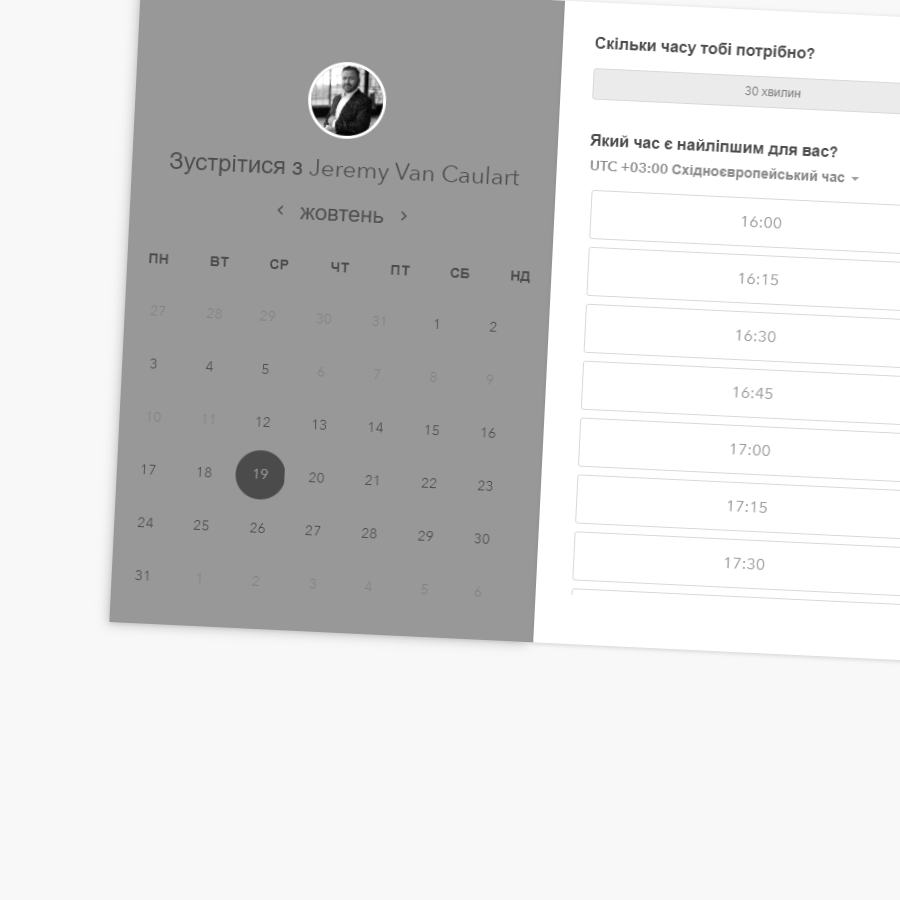 Зустрітися з Jeremy Van Caulart
жовтень
ПН ВТ СР ЧТ ПТ СБ НД
27 28 29 30 31 1 2
3 4 5 6 7 8 9
10 11 12 13 14 15 16
17 18 19 20 21 22 23
24 25 26 27 28 29 30
31 1 2 3 4 5 6
Скільки часу тобі потрібно?
30 хвилин
Який час є найліпшим для вас?
UTC +03:00 Східноєвропейський час
16:00
16:15
16:30
16:45
17:00
17:15
17:30